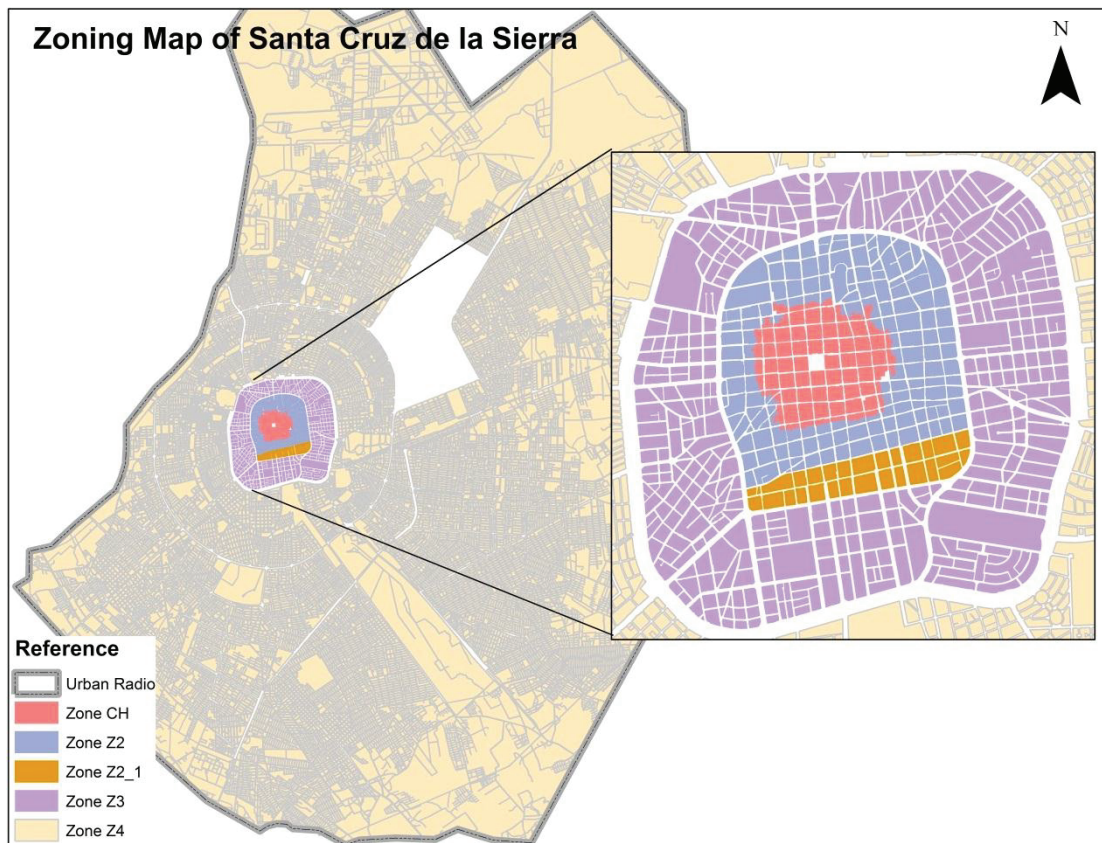 Zoning Map of Santa Cruz de la Sierra
N
Reference
Urban Radio
Zone CH
Zone Z2
Zone Z2_1
Zone Z3
Zone Z4